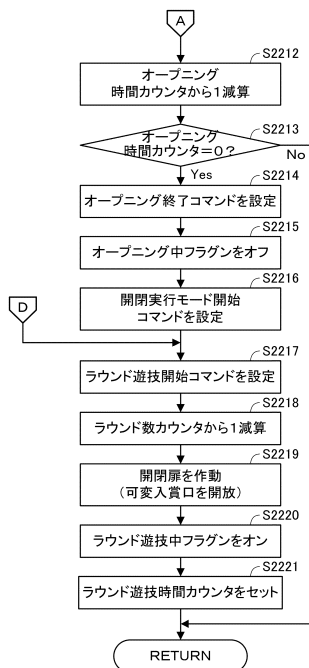 A
S2212
オープニング
時間カウンタから1減算
S2213
オープニング
時間カウンタ=0?
No
Yes
S2214
オープニング終了コマンドを設定
S2215
オープニング中フラグンをオフ
S2216
開閉実行モード開始
コマンドを設定
D
S2217
ラウンド遊技開始コマンドを設定
S2218
ラウンド数カウンタから1減算
S2219
開閉扉を作動
(可変入賞口を開放)
S2220
ラウンド遊技中フラグンをオン
S2221
ラウンド遊技時間カウンタをセット
RETURN